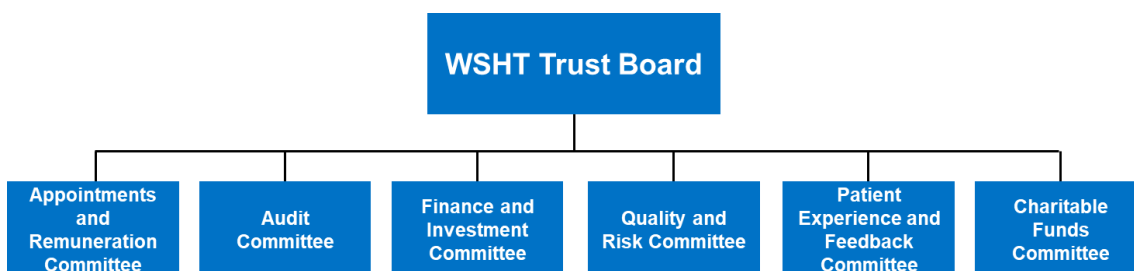 WSHT Trust Board
Appointments
and
Remuneration
Committee
Audit
Committee
Finance and
Investment
Committee
Quality and
Risk Committee
Patient
Experience and
Feedback
Committee
Charitable
Funds
Committee